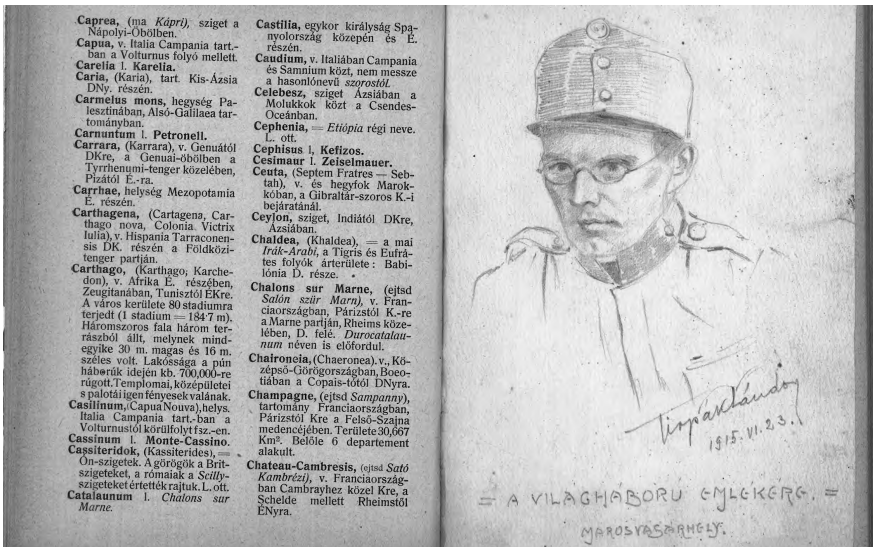 Caprea, (ma Kápri), sziget a
Nápolyi-Öbölben.
Capua, v. Italia Campania tart.-
ban a Volturnus folyó mellett.
Carelia l. Karelia.
Caria, (Karia), tart. Kis-Ázsia
DNy. részén.
Carmelus mons, hegység Pa-
lesztinában, Alsó-Galilaea tar-
tományban.
Carnuntum l. Petronell.
Carrara, (Karrara), v. Genuától
DKre, a Genuai-öbölben a
Tyrrhenumi-tenger közelében,
Pizától É.-ra.
Carrhae, helység Mezopotamia
É. részén.
Carthagena, (Cartagena, Car-
thago nova, Colonia Victrix
Iulia), v. Hispania Tarraconen-
sis DK. részén a Földközi-
tenger partján.
Carthago, (Karthago, Karche-
don), v. Afrika É. részében,
Zeugitanában, Tunisztól ÉKre.
A város kerülete 80 stadiumra
terjedt (1 stadium = 184·7 m).
Háromszoros fala három ter-
rászból állt, melynek mind-
egyike 30 m. magas és 16 m.
széles volt. Lakóssága a pún
háboruk idején kb. 700,000-re
rúgott. Templomai, középületei
s palotái igen fényesek valának.
Casilinum, (Capua Nouva), helys.
Italia Campania tart.-ban a
Volturnustól körülfolyt sz.-en.
Cassinum l. Monte-Cassino.
Cassiteridok, (Kassiterides), =
Ón-szigetek. A görögök a Brit-
szigeteket, a rómaiak a Scilly-
szigeteket értették rajtuk. L. ott.
Catalaunum l. Chalons sur
Marne.
Castilia, egykor királyság Spa-
nyolország közepén és É.
részén.
Caudium, v. Italiában Campania
és Samnium közt, nem messze
a hasonlónevű szorostól.
Celebesz, sziget Ázsiában a
Molukkok közt a Csendes-
Oceánban.
Cephenia, = Etiópia régi neve.
L. ott.
Cephisus l, Kefizos.
Cesimaur l. Zeiselmauer.
Ceuta, (Septem Fratres — Seb-
tah), v. és hegyfok Marok-
kóban, a Gibraltár-szoros K.-i
bejáratánál.
Ceylon, sziget, Indiától DKre,
Ázsiában.
Chaldea, (Khaldea), = a mai
Irák-Arabi, a Tigris és Eufrá-
tes folyók árterülete: Babi-
lónia D. része.
Chalons sur Marne, (ejtsd
Salón szür Marn), v. Fran-
ciaországban, Párizstól K.-re
a Marne partján, Rheims köze-
lében, D. felé. Durocatalau-
num néven is előfordul.
Chaironeia, (Chaeronea). v., Kö-
zépső-Görögországban, Boeo-
tiában a Copais-tótól DNyra.
Champagne, (ejtsd Sampanny),
tartomány Franciaországban,
Párizstól Kre a Felső-Szajna
medencéjében. Területe 30,667
Km². Belőle 6 departement
alakult.
Chateau-Cambresis, (ejtsd Sató
Kambrézi), v. Franciaország-
ban Cambrayhez közel Kre, a
Schelde mellett Rheimstől
ÉNyra.
1915.VI.23.
= A VILÁGHÁBORU EMLÉKÉRE. =
MAROSVÁSÁRHELY.